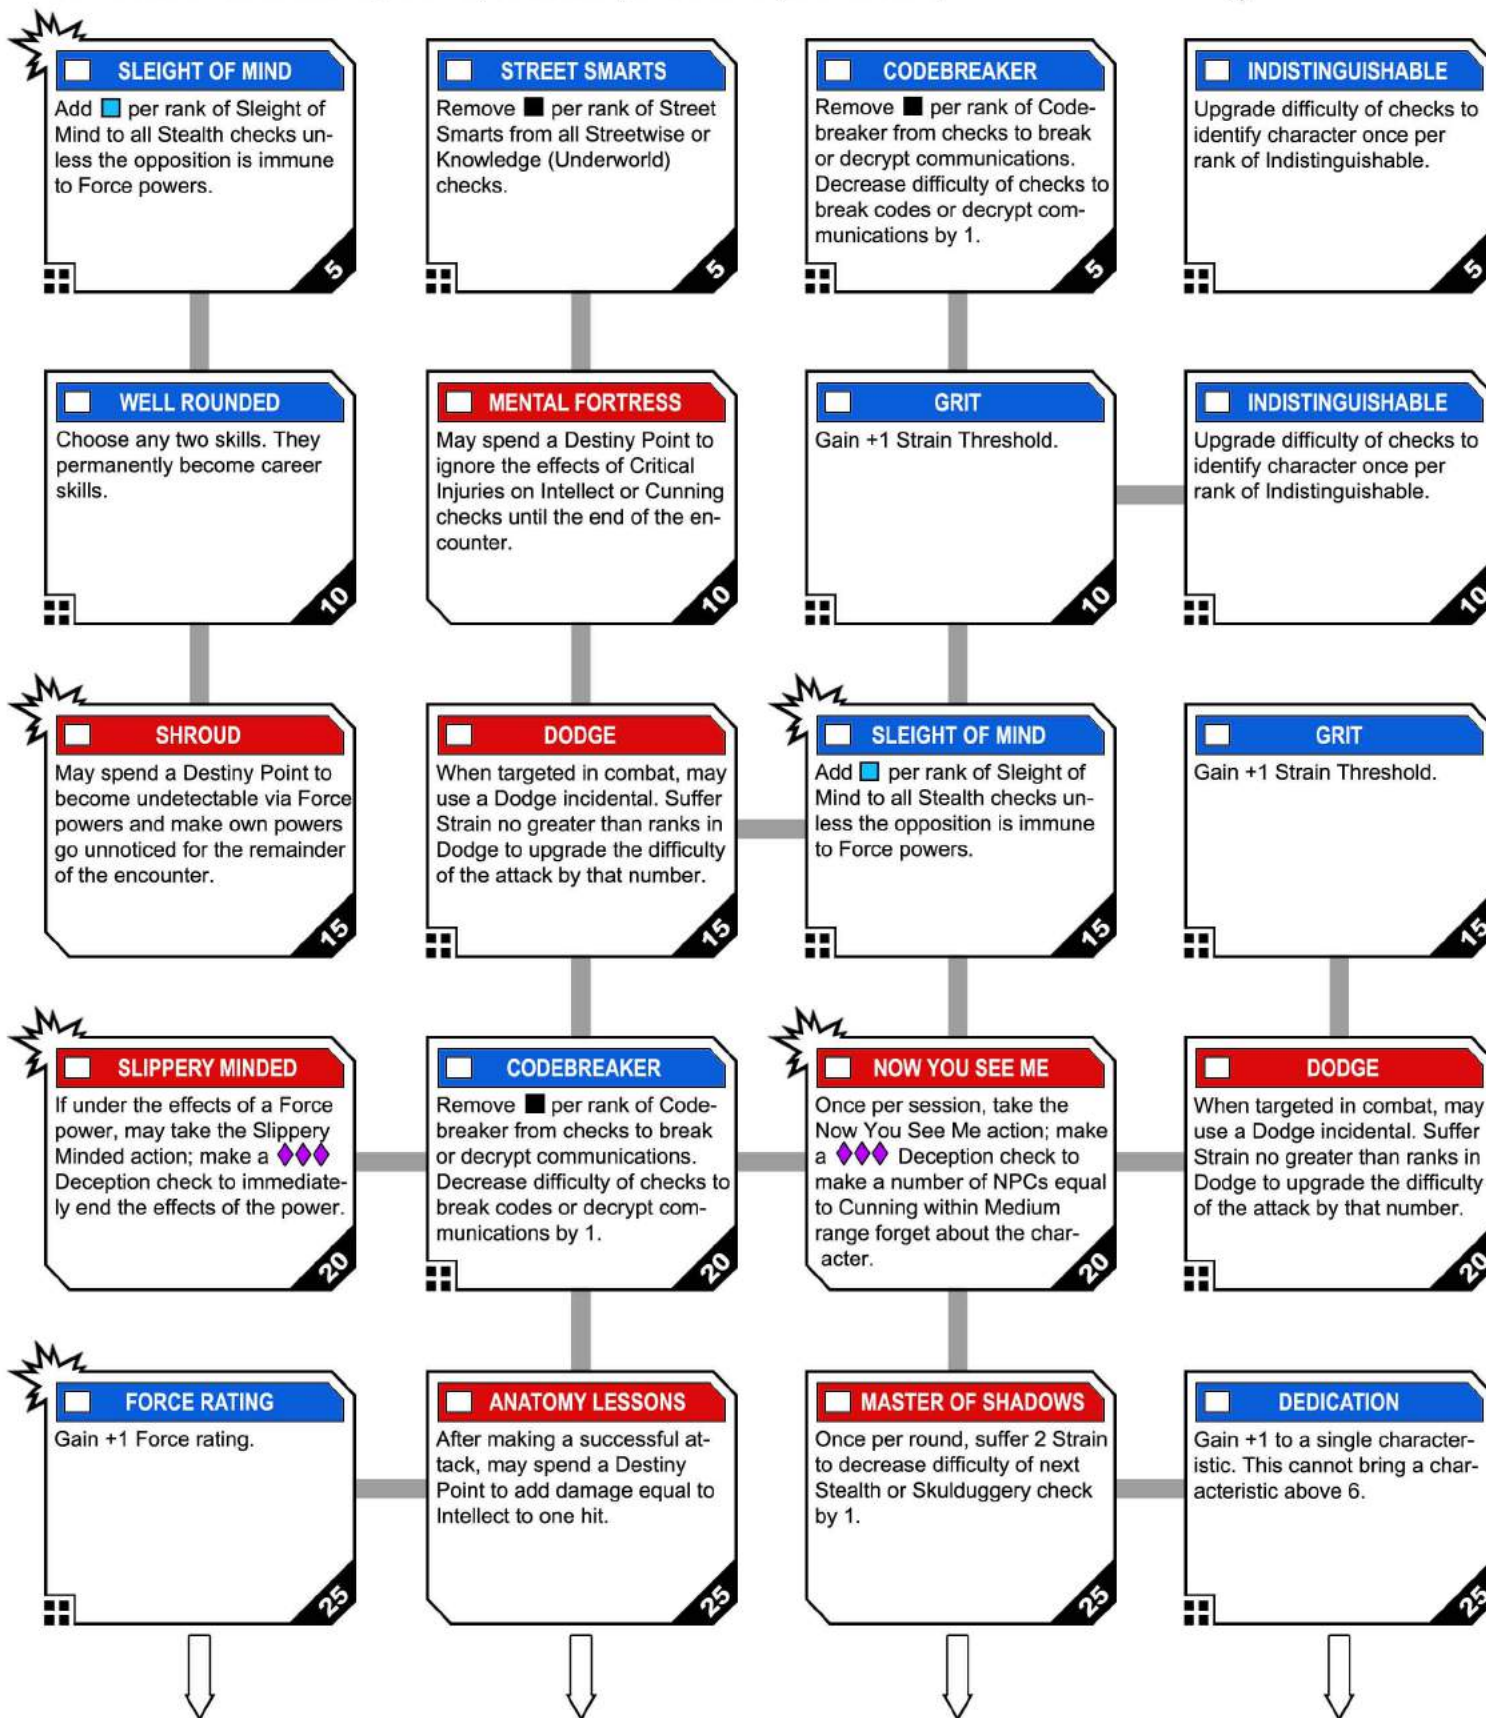 SLEIGHT OF MIND
Add per rank of Sleight of
Mind to all Stealth checks un-
less the opposition is immune
to Force powers.
5
STREET SMARTS
Remove per rank of Street
Smarts from all Streetwise or
Knowledge (Underworld)
checks.
5
CODEBREAKER
Remove per rank of Code-
breaker from checks to break
or decrypt communications.
Decrease difficulty of checks to
break codes or decrypt com-
munications by 1.
5
INDISTINGUISHABLE
Upgrade difficulty of checks to
identify character once per
rank of Indistinguishable.
5
WELL ROUNDED
Choose any two skills. They
permanently become career
skills.
10
MENTAL FORTRESS
May spend a Destiny Point to
ignore the effects of Critical
Injuries on Intellect or Cunning
checks until the end of the en-
counter.
10
GRIT
Gain +1 Strain Threshold.
10
INDISTINGUISHABLE
Upgrade difficulty of checks to
identify character once per
rank of Indistinguishable.
10
SHROUD
May spend a Destiny Point to
become undetectable via Force
powers and make own powers
go unnoticed for the remainder
of the encounter.
15
DODGE
When targeted in combat, may
use a Dodge incidental. Suffer
Strain no greater than ranks in
Dodge to upgrade the difficulty
of the attack by that number.
15
SLEIGHT OF MIND
Add per rank of Sleight of
Mind to all Stealth checks un-
less the opposition is immune
to Force powers.
15
GRIT
Gain +1 Strain Threshold.
15
SLIPPERY MINDED
If under the effects of a Force
power, may take the Slippery
Minded action; make a
Deception check to immediate-
ly end the effects of the power.
20
CODEBREAKER
Remove per rank of Code-
breaker from checks to break
or decrypt communications.
Decrease difficulty of checks to
break codes or decrypt com-
munications by 1.
20
NOW YOU SEE ME
Once per session, take the
Now You See Me action; make
a Deception check to
make a number of NPCs equal
to Cunning within Medium
range forget about the char-
acter.
20
DODGE
When targeted in combat, may
use a Dodge incidental. Suffer
Strain no greater than ranks in
Dodge to upgrade the difficulty
of the attack by that number.
20
FORCE RATING
Gain +1 Force rating.
25
ANATOMY LESSONS
After making a successful at-
tack, may spend a Destiny
Point to add damage equal to
Intellect to one hit.
25
MASTER OF SHADOWS
Once per round, suffer 2 Strain
to decrease difficulty of next
Stealth or Skulduggery check
by 1.
25
DEDICATION
Gain +1 to a single character-
istic. This cannot bring a char-
acteristic above 6.
25